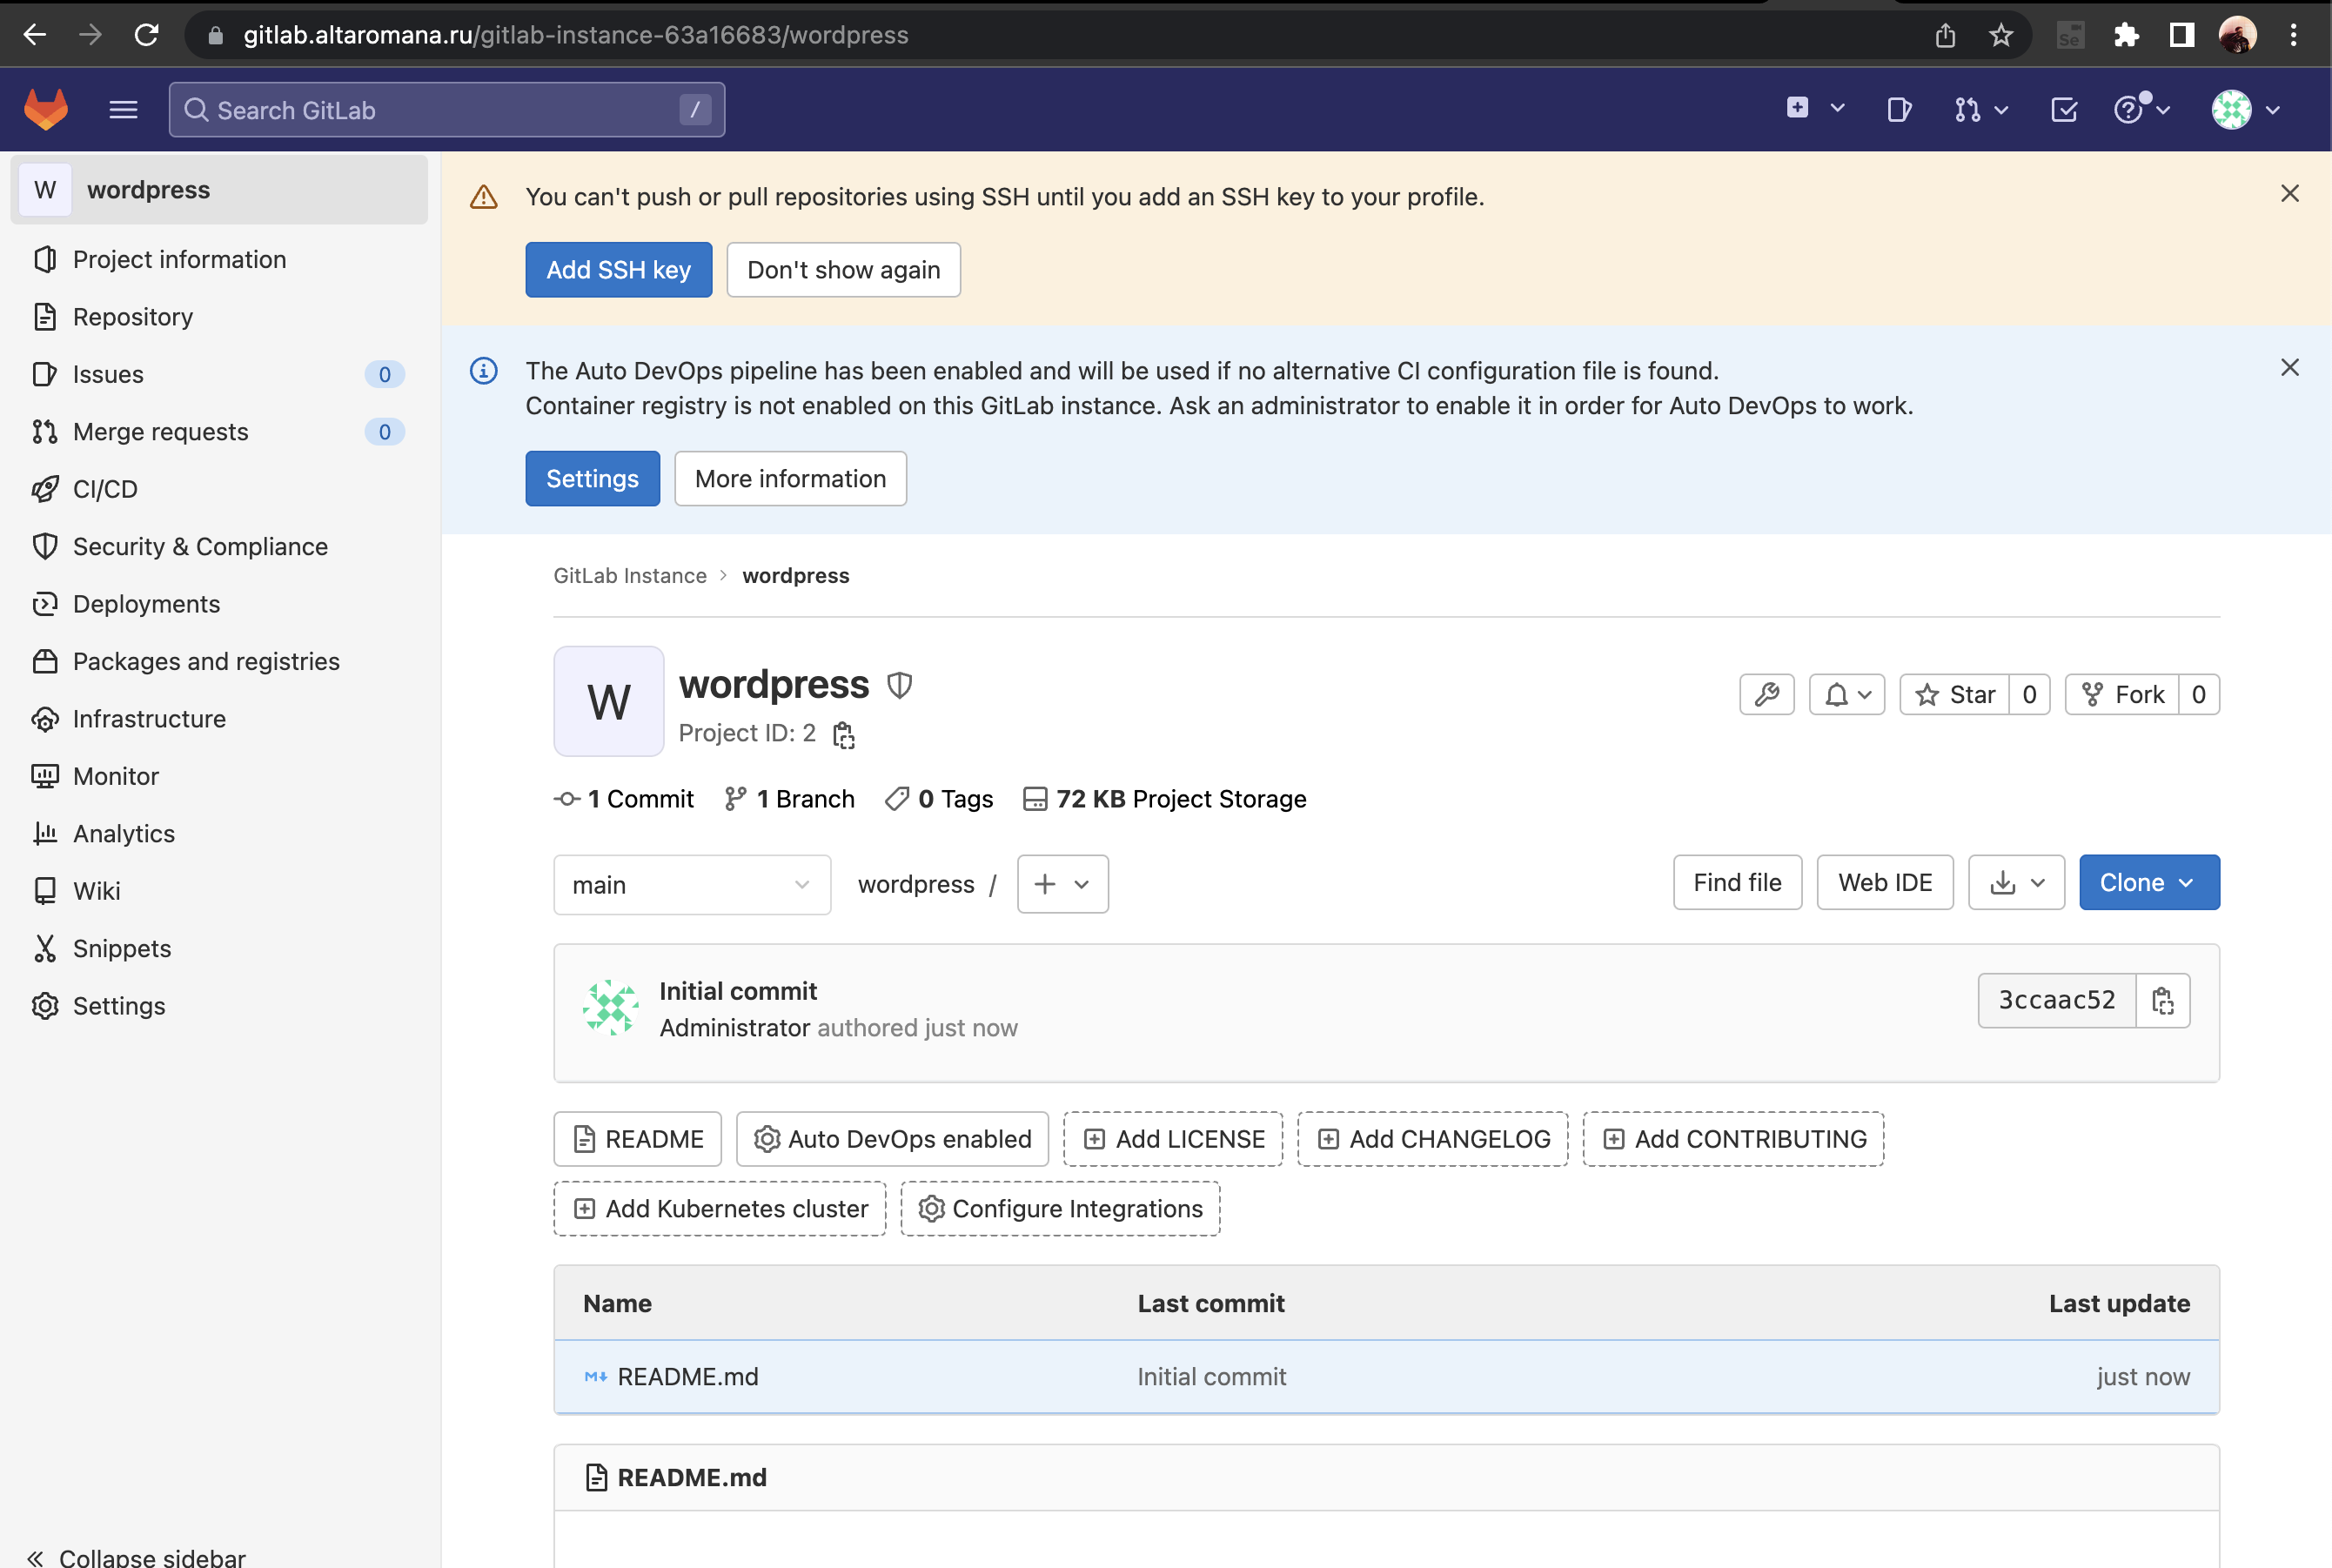 gitlab.altaromana.ru/gitlab-instance-63a16683/wordpress
Se
Search GitLab /
W wordpress
Project information
Repository
Issues 0
Merge requests 0
CI/CD
Security & Compliance
Deployments
Packages and registries
Infrastructure
Monitor
Analytics
Wiki
Snippets
Settings
Collapse sidebar
You can't push or pull repositories using SSH until you add an SSH key to your profile.
Add SSH key Don't show again
The Auto DevOps pipeline has been enabled and will be used if no alternative CI configuration file is found.
Container registry is not enabled on this GitLab instance. Ask an administrator to enable it in order for Auto DevOps to work.
Settings More information
GitLab Instance > wordpress
W
wordpress
Project ID: 2
Star 0 Fork 0
1 Commit 1 Branch 0 Tags 72 KB Project Storage
main wordpress / + Find file Web IDE Clone
Initial commit
Administrator authored just now
3ccaac52
README Auto DevOps enabled Add LICENSE Add CHANGELOG Add CONTRIBUTING
Add Kubernetes cluster Configure Integrations
Name Last commit Last update
README.md Initial commit just now
README.md